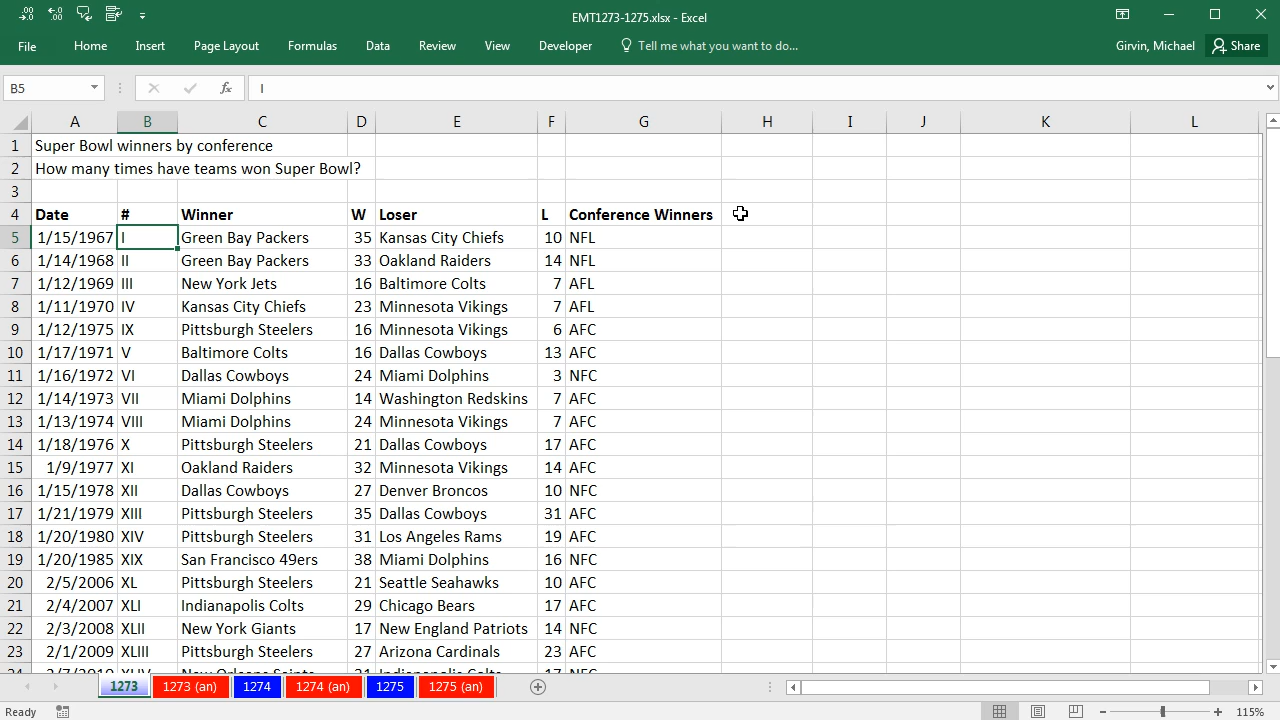 EMT1273-1275.xlsx - Excel
File Home Insert Page Layout Formulas Data Review View Developer Tell me what you want to do... Girvin, Michael Share
B5 fx I
A B C D E F G H I J K L
1 Super Bowl winners by conference
2 How many times have teams won Super Bowl?
3
4 Date # Winner W Loser L Conference Winners
5 1/15/1967 I Green Bay Packers 35 Kansas City Chiefs 10 NFL
6 1/14/1968 II Green Bay Packers 33 Oakland Raiders 14 NFL
7 1/12/1969 III New York Jets 16 Baltimore Colts 7 AFL
8 1/11/1970 IV Kansas City Chiefs 23 Minnesota Vikings 7 AFL
9 1/12/1975 IX Pittsburgh Steelers 16 Minnesota Vikings 6 AFC
10 1/17/1971 V Baltimore Colts 16 Dallas Cowboys 13 AFC
11 1/16/1972 VI Dallas Cowboys 24 Miami Dolphins 3 NFC
12 1/14/1973 VII Miami Dolphins 14 Washington Redskins 7 AFC
13 1/13/1974 VIII Miami Dolphins 24 Minnesota Vikings 7 AFC
14 1/18/1976 X Pittsburgh Steelers 21 Dallas Cowboys 17 AFC
15 1/9/1977 XI Oakland Raiders 32 Minnesota Vikings 14 AFC
16 1/15/1978 XII Dallas Cowboys 27 Denver Broncos 10 NFC
17 1/21/1979 XIII Pittsburgh Steelers 35 Dallas Cowboys 31 AFC
18 1/20/1980 XIV Pittsburgh Steelers 31 Los Angeles Rams 19 AFC
19 1/20/1985 XIX San Francisco 49ers 38 Miami Dolphins 16 NFC
20 2/5/2006 XL Pittsburgh Steelers 21 Seattle Seahawks 10 AFC
21 2/4/2007 XLI Indianapolis Colts 29 Chicago Bears 17 AFC
22 2/3/2008 XLII New York Giants 17 New England Patriots 14 NFC
23 2/1/2009 XLIII Pittsburgh Steelers 27 Arizona Cardinals 23 AFC
1273 1273 (an) 1274 1274 (an) 1275 1275 (an)
Ready 115%